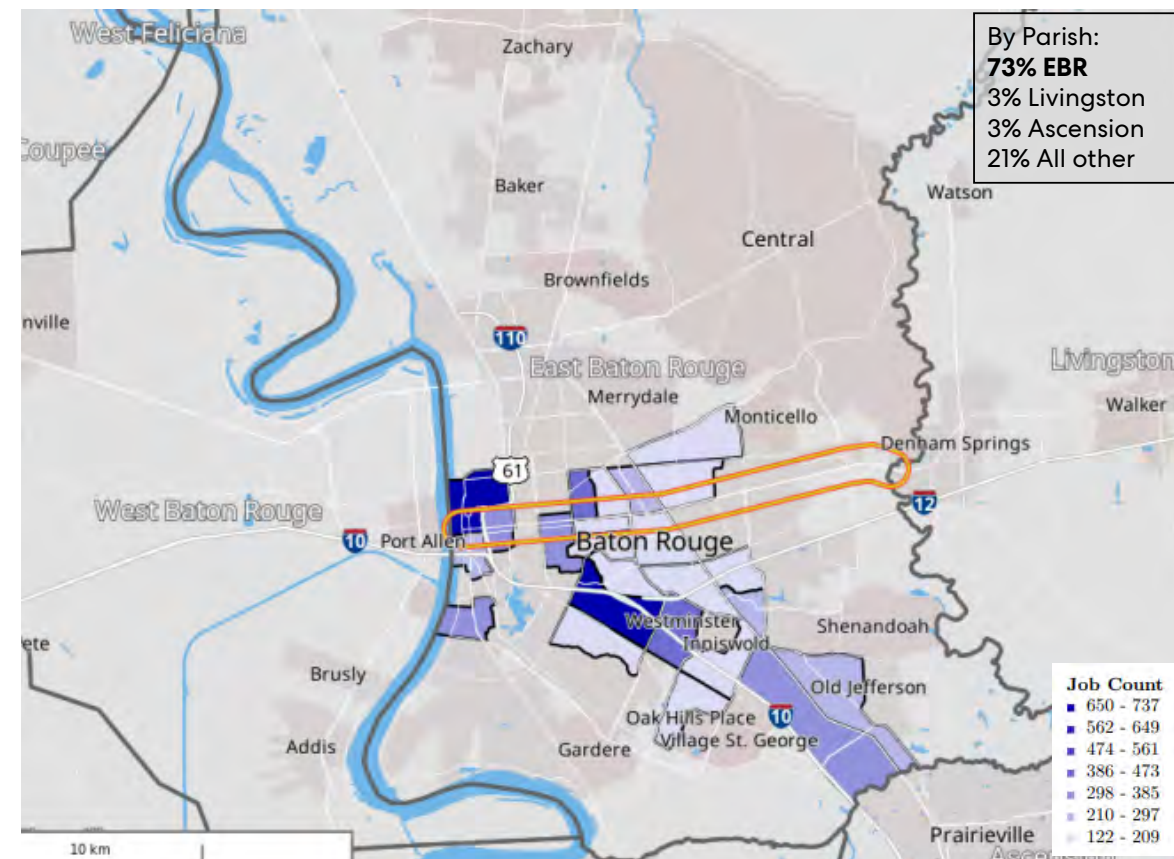 West Feliciana
Zachary
By Parish:
73% EBR
3% Livingston
3% Ascension
21% All other
Coupee
Baker
Watson
Central
Brownfields
nville
110
East Baton Rouge
Livingston
Merrydale
Monticello
Walker
Denham Springs
61
12
West Baton Rouge
10
Port Allen
Baton Rouge
Westminster
Inniswold
Shenandoah
ete
Brusly
Old Jefferson
Oak Hills Place
10
Village St. George
Addis
Gardere
Job Count
650 - 737
562 - 649
474 - 561
386 - 473
298 - 385
210 - 297
122 - 209
Prairieville
Ascension
10 km